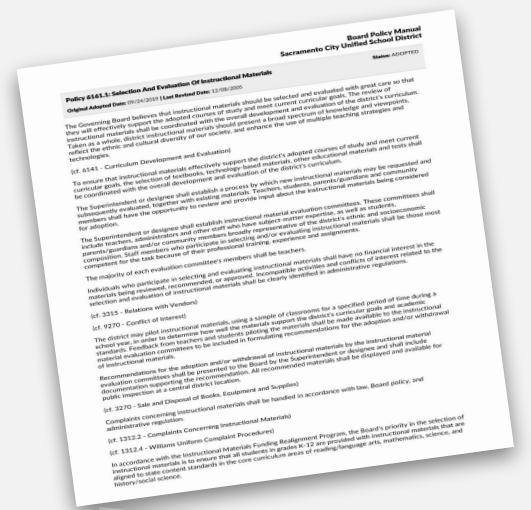 Board Policy Manual
Sacramento City Unified School District
Policy 6161.1: Selection And Evaluation Of Instructional Materials
Status: ADOPTED
Original Adopted Date: 09/24/2019 | Last Revised Date: 12/08/2005
The Governing Board believes that instructional materials should be selected and evaluated with great care so that
they will effectively support the adopted courses of study and meet current curricular goals. The review of
instructional materials shall be coordinated with the overall development and evaluation of the district's curriculum.
Taken as a whole, district instructional materials should present a broad spectrum of knowledge and viewpoints,
reflect the ethnic and cultural diversity of our society, and enhance the use of multiple teaching strategies and
technologies.
(cf. 6141 - Curriculum Development and Evaluation)
To ensure that instructional materials effectively support the district's adopted courses of study and meet current
curricular goals, the selection of textbooks, technology-based materials, other educational materials and tests shall
be coordinated with the overall development and evaluation of the district's curriculum.
The Superintendent or designee shall establish a process by which new instructional materials may be requested and
subsequently evaluated, together with existing materials. Teachers, students, parents/guardians and community
members shall have the opportunity to review and provide input about the instructional materials being considered
for adoption.
The Superintendent or designee shall establish instructional material evaluation committees. These committees shall
include teachers, administrators and other staff who have subject-matter expertise, as well as students,
parents/guardians and/or community members broadly representative of the district's ethnic and socioeconomic
composition. Staff members who participate in selecting and/or evaluating instructional materials shall be those most
competent for the task because of their professional training, experience and assignments.
The majority of each evaluation committee's members shall be teachers.
Individuals who participate in selecting and evaluating instructional materials shall have no financial interest in the
materials being reviewed, recommended, or approved. Incompatible activities and conflicts of interest related to the
selection and evaluation of instructional materials shall be clearly identified in administrative regulations.
(cf. 3315 - Relations with Vendors)
(cf. 9270 - Conflict of Interest)
The district may pilot instructional materials, using a sample of classrooms for a specified period of time during a
school year, in order to determine how well the materials support the district's curricular goals and academic
standards. Feedback from teachers and students piloting the materials shall be made available to the instructional
material evaluation committees to be included in formulating recommendations for the adoption and/or withdrawal
of instructional materials.
Recommendations for the adoption and/or withdrawal of instructional materials by the instructional material
evaluation committees shall be presented to the Board by the Superintendent or designee and shall include
documentation supporting the recommendation. All recommended materials shall be displayed and available for
public inspection at a central district location.
(cf. 3270 - Sale and Disposal of Books, Equipment and Supplies)
Complaints concerning instructional materials shall be handled in accordance with law, Board policy, and
administrative regulation.
(cf. 1312.2 - Complaints Concerning Instructional Materials)
(cf. 1312.4 - Williams Uniform Complaint Procedures)
In accordance with the Instructional Materials Funding Realignment Program, the Board's priority in the selection of
instructional materials is to ensure that all students in grades K-12 are provided with instructional materials that are
aligned to state content standards in the core curriculum areas of reading/language arts, mathematics, science, and
history/social science.